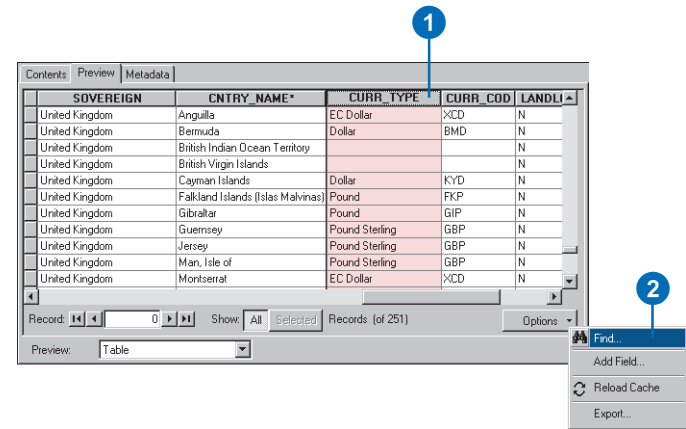 1
Contents Preview Metadata
SOVEREIGN CNTRY_NAME* CURR_TYPE CURR_COD LANDL
United Kingdom Anguilla EC Dollar XCD N
United Kingdom Bermuda Dollar BMD N
United Kingdom British Indian Ocean Territory N
United Kingdom British Virgin Islands N
United Kingdom Cayman Islands Dollar KYD N
United Kingdom Falkland Islands (Islas Malvinas) Pound FKP N
United Kingdom Gibraltar Pound GIP N
United Kingdom Guernsey Pound Sterling GBP N
United Kingdom Jersey Pound Sterling GBP N
United Kingdom Man, Isle of Pound Sterling GBP N
United Kingdom Montserrat EC Dollar XCD N
Record: 0 Show: All Selected Records (of 251) Options
Preview: Table
2
Find...
Add Field...
Reload Cache
Export...